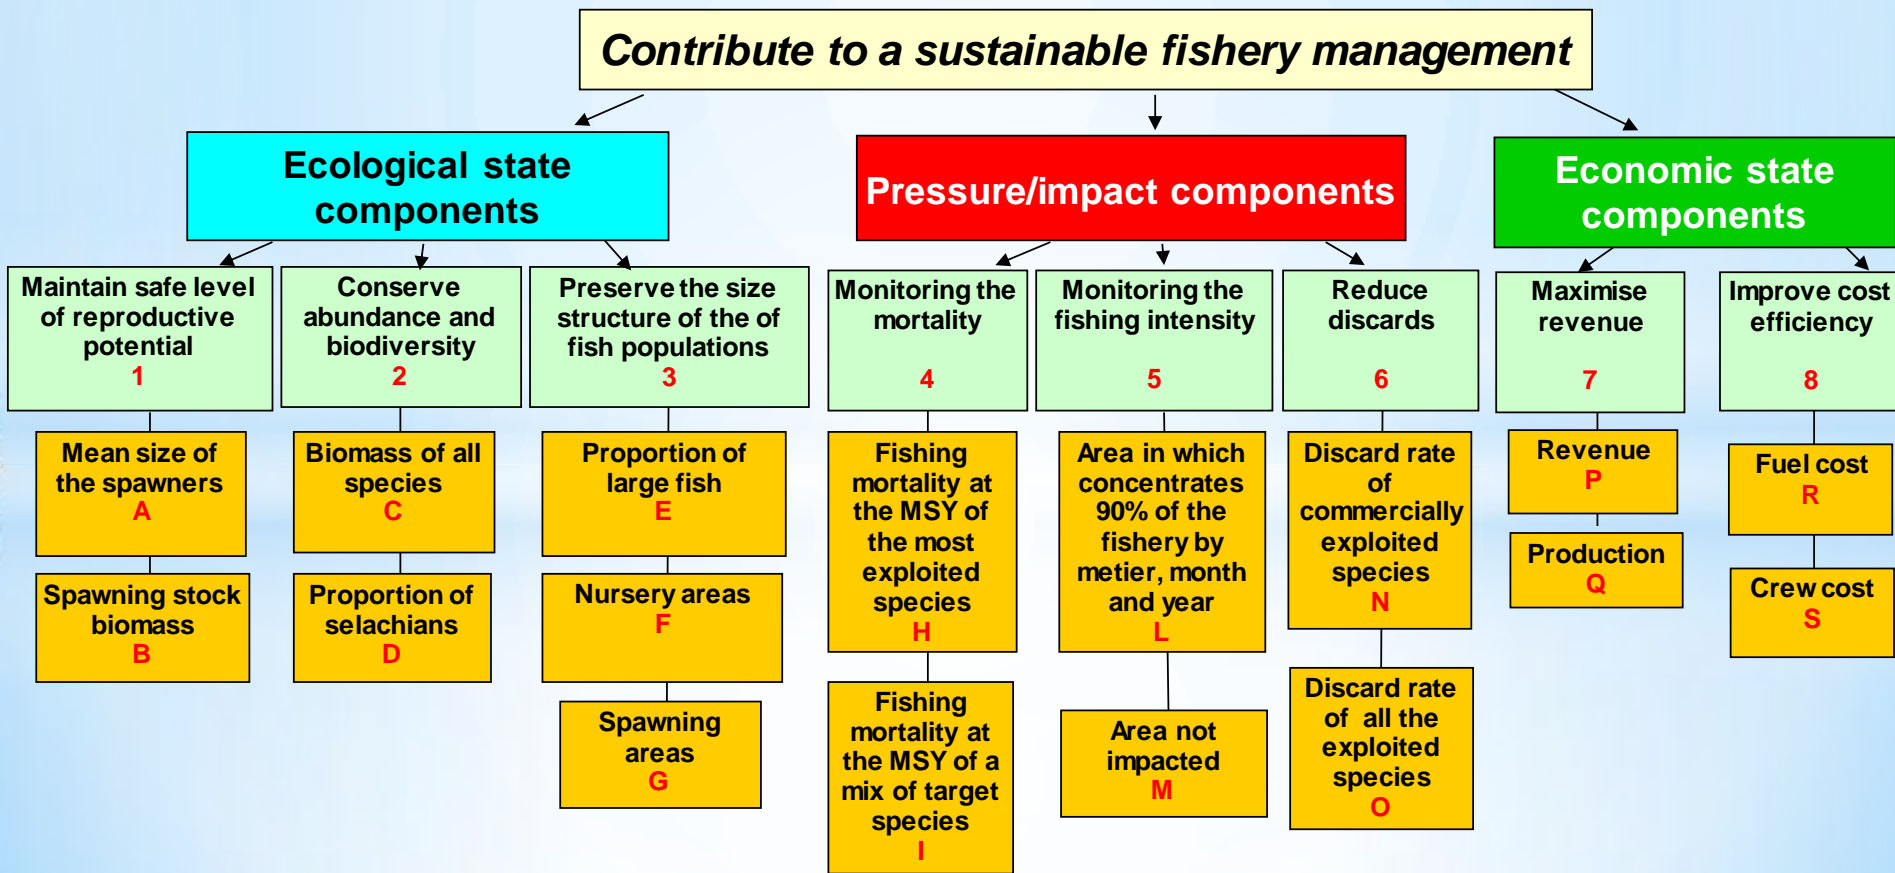 Contribute to a sustainable fishery management
Ecological state
components
Pressure/impact components
Economic state
components
Maintain safe level
of reproductive
potential
1
Conserve
abundance and
biodiversity
2
Preserve the size
structure of the of
fish populations
3
Monitoring the
mortality
4
Monitoring the
fishing intensity
5
Reduce
discards
6
Maximise
revenue
7
Improve cost
efficiency
8
Mean size of
the spawners
A
Spawning stock
biomass
B
Biomass of all
species
C
Proportion of
selachians
D
Proportion of
large fish
E
Nursery areas
F
Spawning
areas
G
Fishing
mortality at
the MSY of
the most
exploited
species
H
Fishing
mortality at
the MSY of a
mix of target
species
I
Area in which
concentrates
90% of the
fishery by
metier, month
and year
L
Area not
impacted
M
Discard rate
of
commercially
exploited
species
N
Discard rate
of all the
exploited
species
O
Revenue
P
Production
Q
Fuel cost
R
Crew cost
S